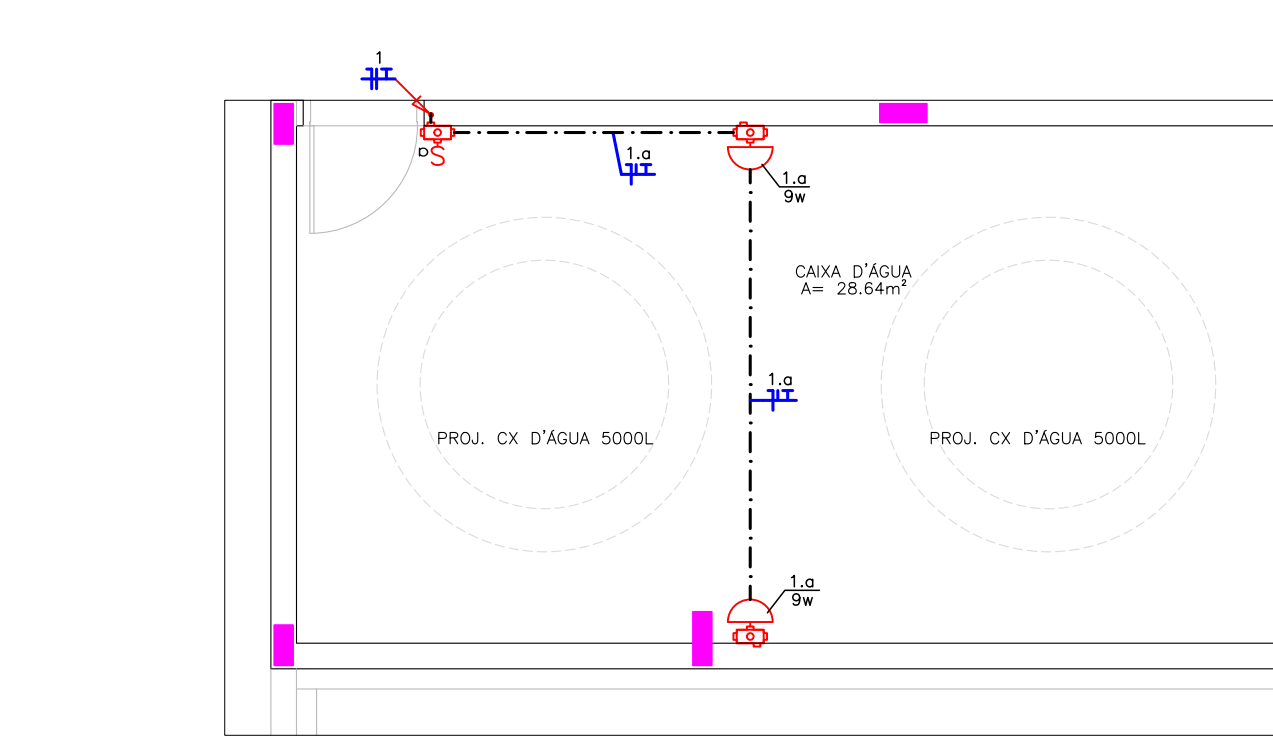 1
a
S
1.a
1.a
9w
CAIXA D'ÁGUA
A= 28.64m²
1.a
PROJ. CX D'ÁGUA 5000L
PROJ. CX D'ÁGUA 5000L
1.a
9w